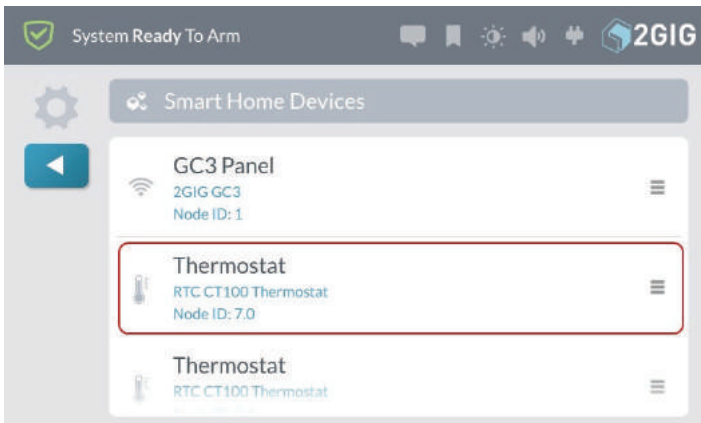 System Ready To Arm
2GIG
Smart Home Devices
GC3 Panel
2GIG GC3
Node ID: 1
Thermostat
RTC CT100 Thermostat
Node ID: 7.0
Thermostat
RTC CT100 Thermostat